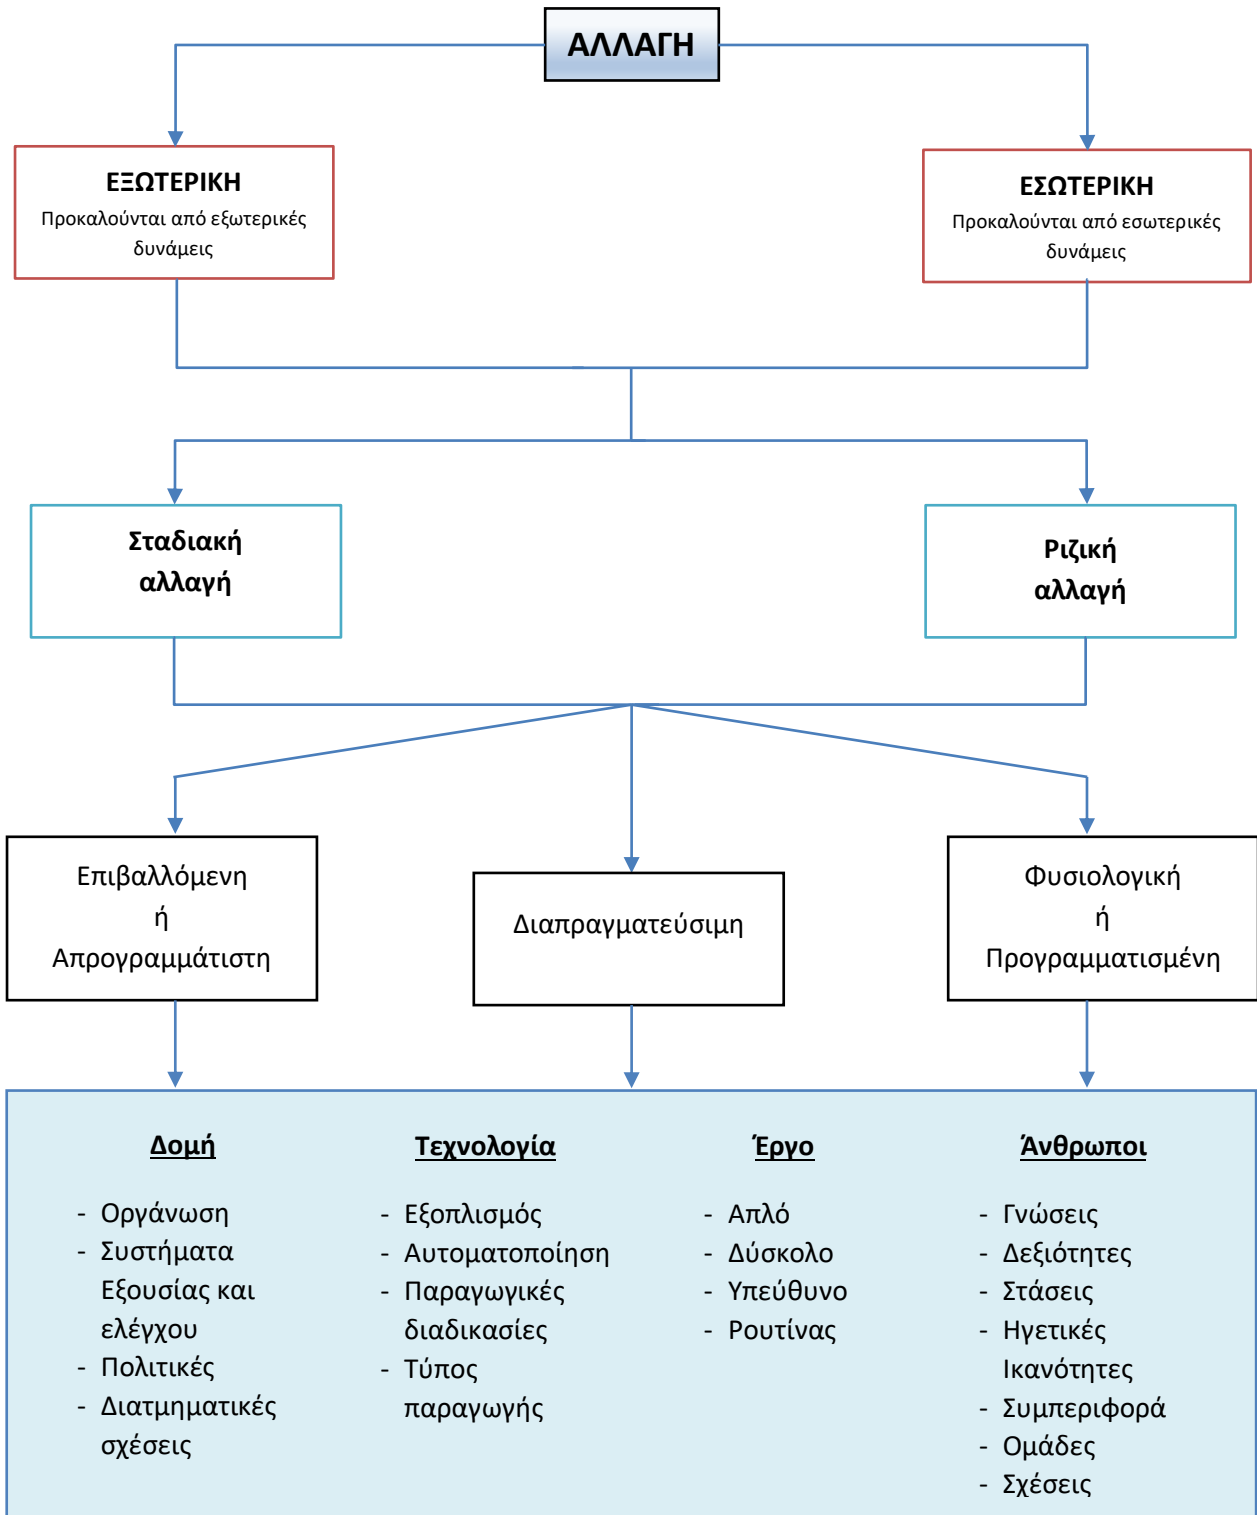 ΑΛΛΑΓΗ
ΕΞΩΤΕΡΙΚΗ
Προκαλούνται από εξωτερικές
δυνάμεις
ΕΣΩΤΕΡΙΚΗ
Προκαλούνται από εσωτερικές
δυνάμεις
Σταδιακή
αλλαγή
Ριζική
αλλαγή
Επιβαλλόμενη
ή
Απρογραμμάτιστη
Διαπραγματεύσιμη
Φυσιολογική
ή
Προγραμματισμένη
Δομή
- Οργάνωση
- Συστήματα
Εξουσίας και
ελέγχου
- Πολιτικές
- Διατμηματικές
σχέσεις
Τεχνολογία
- Εξοπλισμός
- Αυτοματοποίηση
- Παραγωγικές
διαδικασίες
- Τύπος
παραγωγής
Έργο
- Απλό
- Δύσκολο
- Υπεύθυνο
- Ρουτίνας
Άνθρωποι
- Γνώσεις
- Δεξιότητες
- Στάσεις
- Ηγετικές
Ικανότητες
- Συμπεριφορά
- Ομάδες
- Σχέσεις